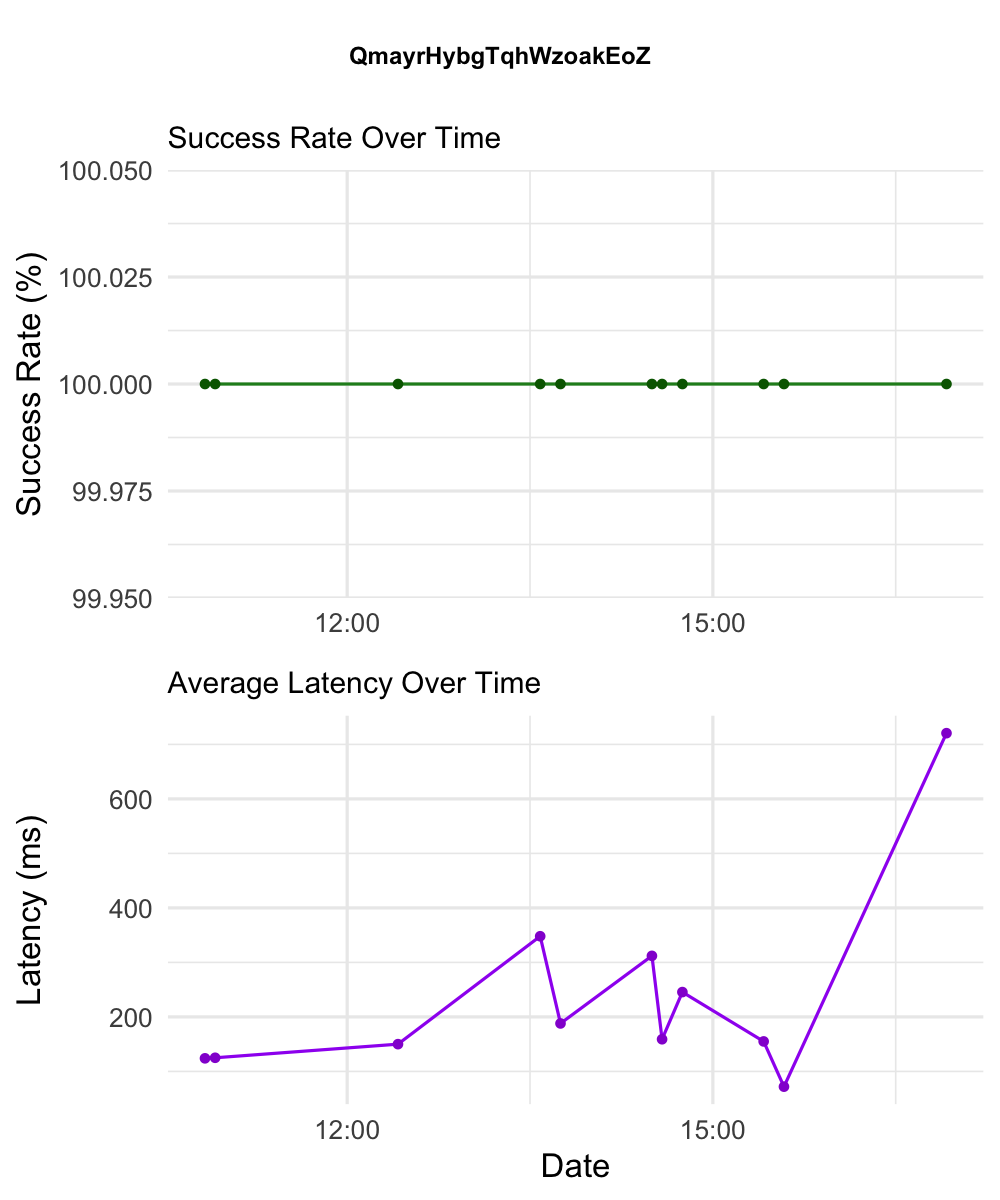 QmayrHybgTqhWzoakEoZ
Success Rate Over Time
Success Rate (%)
100.050
100.025
100.000
99.975
99.950
12:00 15:00
Average Latency Over Time
Latency (ms)
600
400
200
12:00 15:00
Date